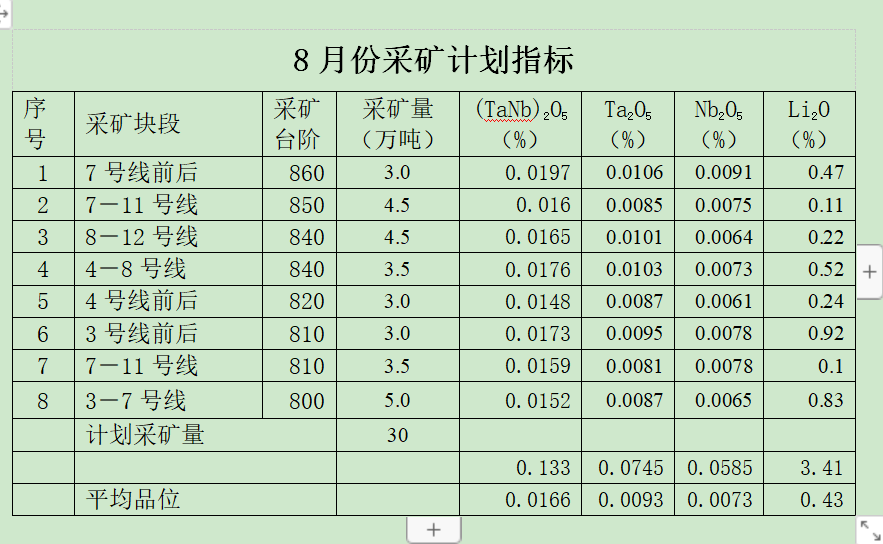 8月份采矿计划指标
序号 采矿块段 采矿台阶 采矿量（万吨） (TaNb)₂O₅（%） Ta₂O₅（%） Nb₂O₅（%） Li₂O（%）
1 7号线前后 860 3.0 0.0197 0.0106 0.0091 0.47
2 7－11号线 850 4.5 0.016 0.0085 0.0075 0.11
3 8－12号线 840 4.5 0.0165 0.0101 0.0064 0.22
4 4－8号线 840 3.5 0.0176 0.0103 0.0073 0.52
5 4号线前后 820 3.0 0.0148 0.0087 0.0061 0.24
6 3号线前后 810 3.0 0.0173 0.0095 0.0078 0.92
7 7－11号线 810 3.5 0.0159 0.0081 0.0078 0.1
8 3－7号线 800 5.0 0.0152 0.0087 0.0065 0.83
计划采矿量 30
0.133 0.0745 0.0585 3.41
平均品位 0.0166 0.0093 0.0073 0.43